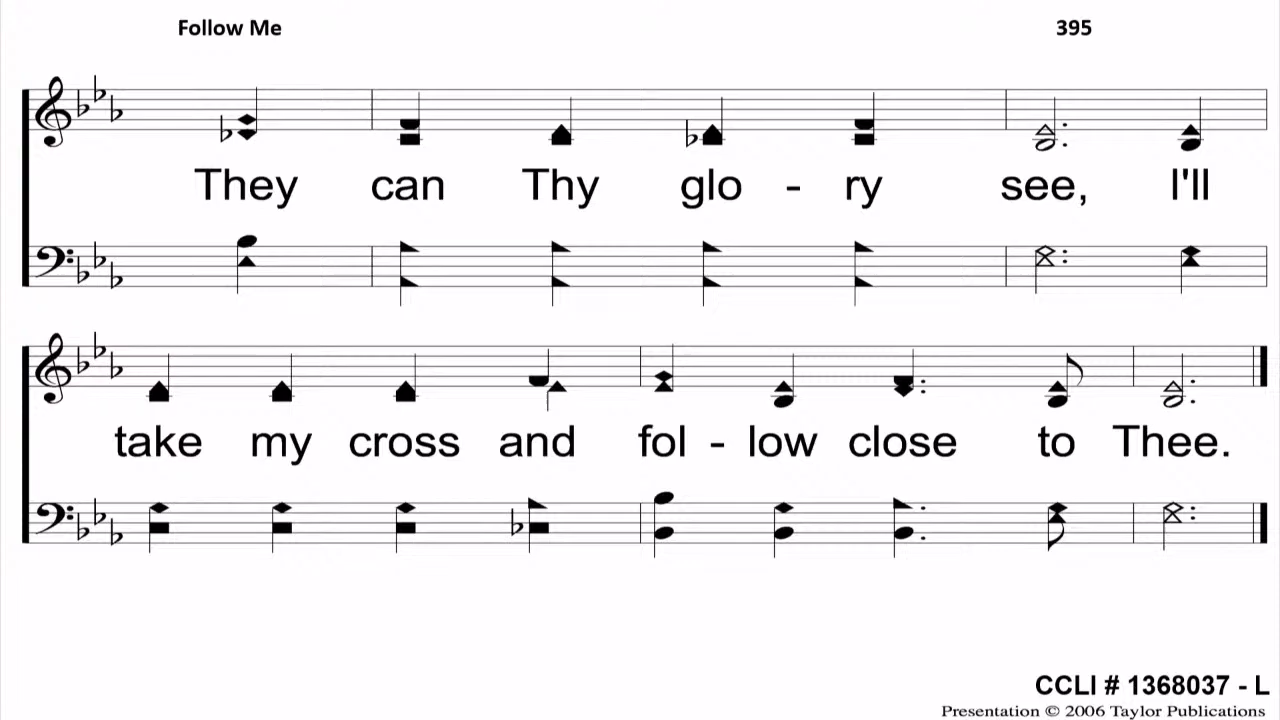 Follow Me 395
They can Thy glo - ry see, I'll
take my cross and fol - low close to Thee.
CCLI # 1368037 - L
Presentation © 2006 Taylor Publications